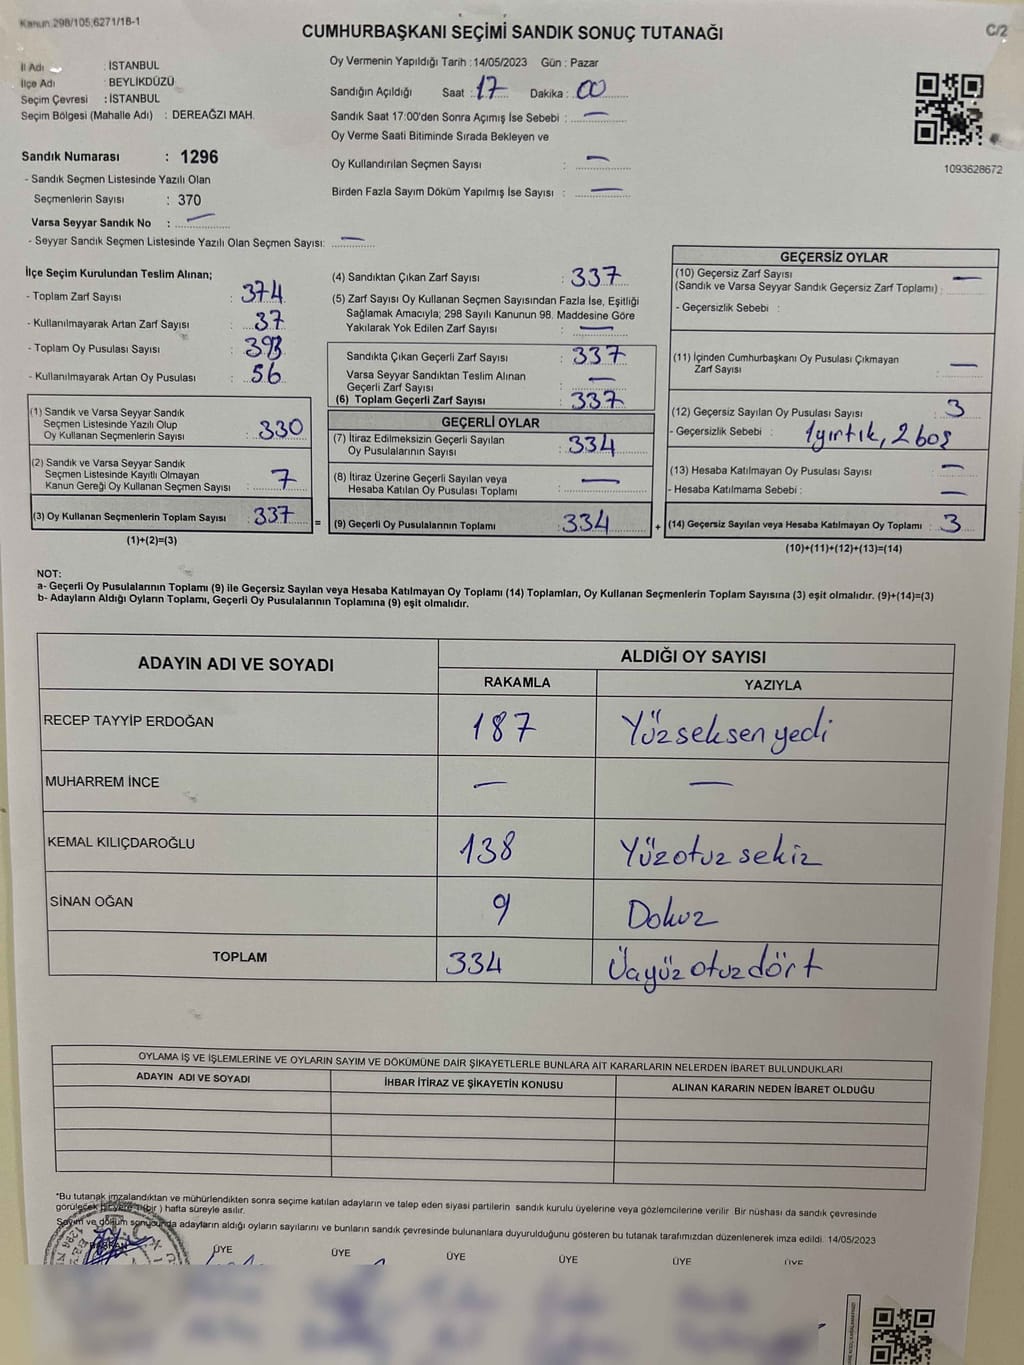 Kanun 298/105,6271/18-1
CUMHURBAŞKANI SEÇİMİ SANDIK SONUÇ TUTANAĞI
C/2
İl Adı : İSTANBUL
İlçe Adı : BEYLİKDÜZÜ
Seçim Çevresi : İSTANBUL
Seçim Bölgesi (Mahalle Adı) : DEREAĞZI MAH.
Sandık Numarası : 1296
- Sandık Seçmen Listesinde Yazılı Olan
Seçmenlerin Sayısı : 370
Varsa Seyyar Sandık No : —
- Seyyar Sandık Seçmen Listesinde Yazılı Olan Seçmen Sayısı: —
Oy Vermenin Yapıldığı Tarih : 14/05/2023 Gün : Pazar
Sandığın Açıldığı Saat : 17 Dakika : 00
Sandık Saat 17:00'den Sonra Açımış İse Sebebi : —
Oy Verme Saati Bitiminde Sırada Bekleyen ve
Oy Kullandırılan Seçmen Sayısı : —
Birden Fazla Sayım Döküm Yapılmış İse Sayısı : —
1093628672
İlçe Seçim Kurulundan Teslim Alınan;
- Toplam Zarf Sayısı : 374
- Kullanılmayarak Artan Zarf Sayısı : 37
- Toplam Oy Pusulası Sayısı : 393
- Kullanılmayarak Artan Oy Pusulası : 56
(1) Sandık ve Varsa Seyyar Sandık
Seçmen Listesinde Yazılı Olup
Oy Kullanan Seçmenlerin Sayısı : 330
(2) Sandık ve Varsa Seyyar Sandık
Seçmen Listesinde Kayıtlı Olmayan
Kanun Gereği Oy Kullanan Seçmen Sayısı : 7
(3) Oy Kullanan Seçmenlerin Toplam Sayısı : 337
(1)+(2)=(3)
=
(4) Sandıktan Çıkan Zarf Sayısı : 337
(5) Zarf Sayısı Oy Kullanan Seçmen Sayısından Fazla İse, Eşitliği
Sağlamak Amacıyla; 298 Sayılı Kanunun 98. Maddesine Göre
Yakılarak Yok Edilen Zarf Sayısı : —
Sandıkta Çıkan Geçerli Zarf Sayısı : 337
Varsa Seyyar Sandıktan Teslim Alınan
Geçerli Zarf Sayısı : —
(6) Toplam Geçerli Zarf Sayısı : 337
GEÇERLİ OYLAR
(7) İtiraz Edilmeksizin Geçerli Sayılan
Oy Pusulalarının Sayısı : 334
(8) İtiraz Üzerine Geçerli Sayılan veya
Hesaba Katılan Oy Pusulası Toplamı : —
(9) Geçerli Oy Pusulalarının Toplamı : 334
+
GEÇERSİZ OYLAR
(10) Geçersiz Zarf Sayısı —
(Sandık ve Varsa Seyyar Sandık Geçersiz Zarf Toplamı) :
- Geçersizlik Sebebi :
(11) İçinden Cumhurbaşkanı Oy Pusulası Çıkmayan
Zarf Sayısı : —
(12) Geçersiz Sayılan Oy Pusulası Sayısı : 3
- Geçersizlik Sebebi : 1 yırtık, 2 boş
(13) Hesaba Katılmayan Oy Pusulası Sayısı : —
- Hesaba Katılmama Sebebi : —
(14) Geçersiz Sayılan veya Hesaba Katılmayan Oy Toplamı : 3
(10)+(11)+(12)+(13)=(14)
NOT:
a- Geçerli Oy Pusulalarının Toplamı (9) ile Geçersiz Sayılan veya Hesaba Katılmayan Oy Toplamı (14) Toplamları, Oy Kullanan Seçmenlerin Toplam Sayısına (3) eşit olmalıdır. (9)+(14)=(3)
b- Adayların Aldığı Oyların Toplamı, Geçerli Oy Pusulalarının Toplamına (9) eşit olmalıdır.
ADAYIN ADI VE SOYADI
ALDIĞI OY SAYISI
RAKAMLA YAZIYLA
RECEP TAYYİP ERDOĞAN 187 Yüzseksen yedi
MUHARREM İNCE — —
KEMAL KILIÇDAROĞLU 138 Yüzotuz sekiz
SİNAN OĞAN 9 Dokuz
TOPLAM 334 Üçyüz otuzdört
OYLAMA İŞ VE İŞLEMLERİNE VE OYLARIN SAYIM VE DÖKÜMÜNE DAİR ŞİKAYETLERLE BUNLARA AİT KARARLARIN NELERDEN İBARET BULUNDUKLARI
ADAYIN ADI VE SOYADI İHBAR İTİRAZ VE ŞİKAYETİN KONUSU ALINAN KARARIN NEDEN İBARET OLDUĞU
*Bu tutanak imzalandıktan ve mühürlendikten sonra seçime katılan adayların ve talep eden siyasi partilerin sandık kurulu üyelerine veya gözlemcilerine verilir Bir nüshası da sandık çevresinde
görülecek bir yere 1 (bir) hafta süreyle asılır.
Sayım ve döküm sonucunda adayların aldığı oyların sayılarını ve bunların sandık çevresinde bulunanlara duyurulduğunu gösteren bu tutanak tarafımızdan düzenlenerek imza edildi. 14/05/2023
BAŞKAN ÜYE ÜYE ÜYE ÜYE ÜYE ÜYE